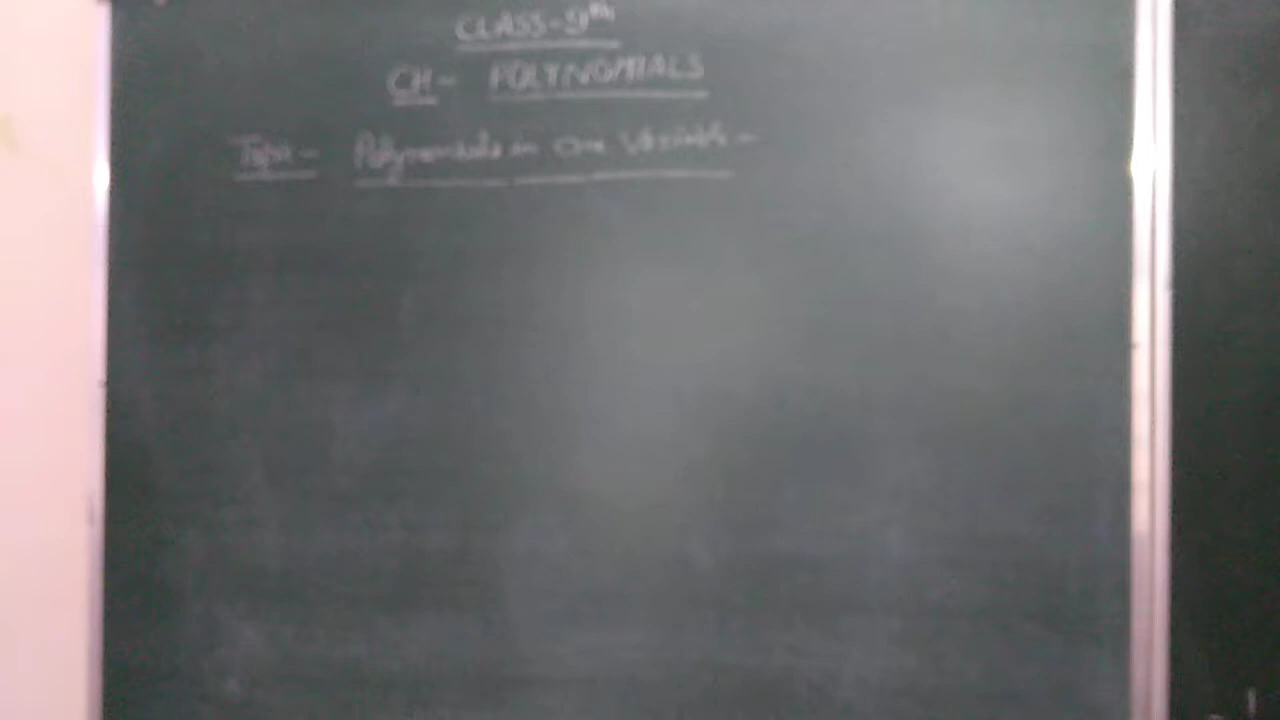 CLASS-9th
CH- POLYNOMIALS
Topic- Polynomials in One Variable-